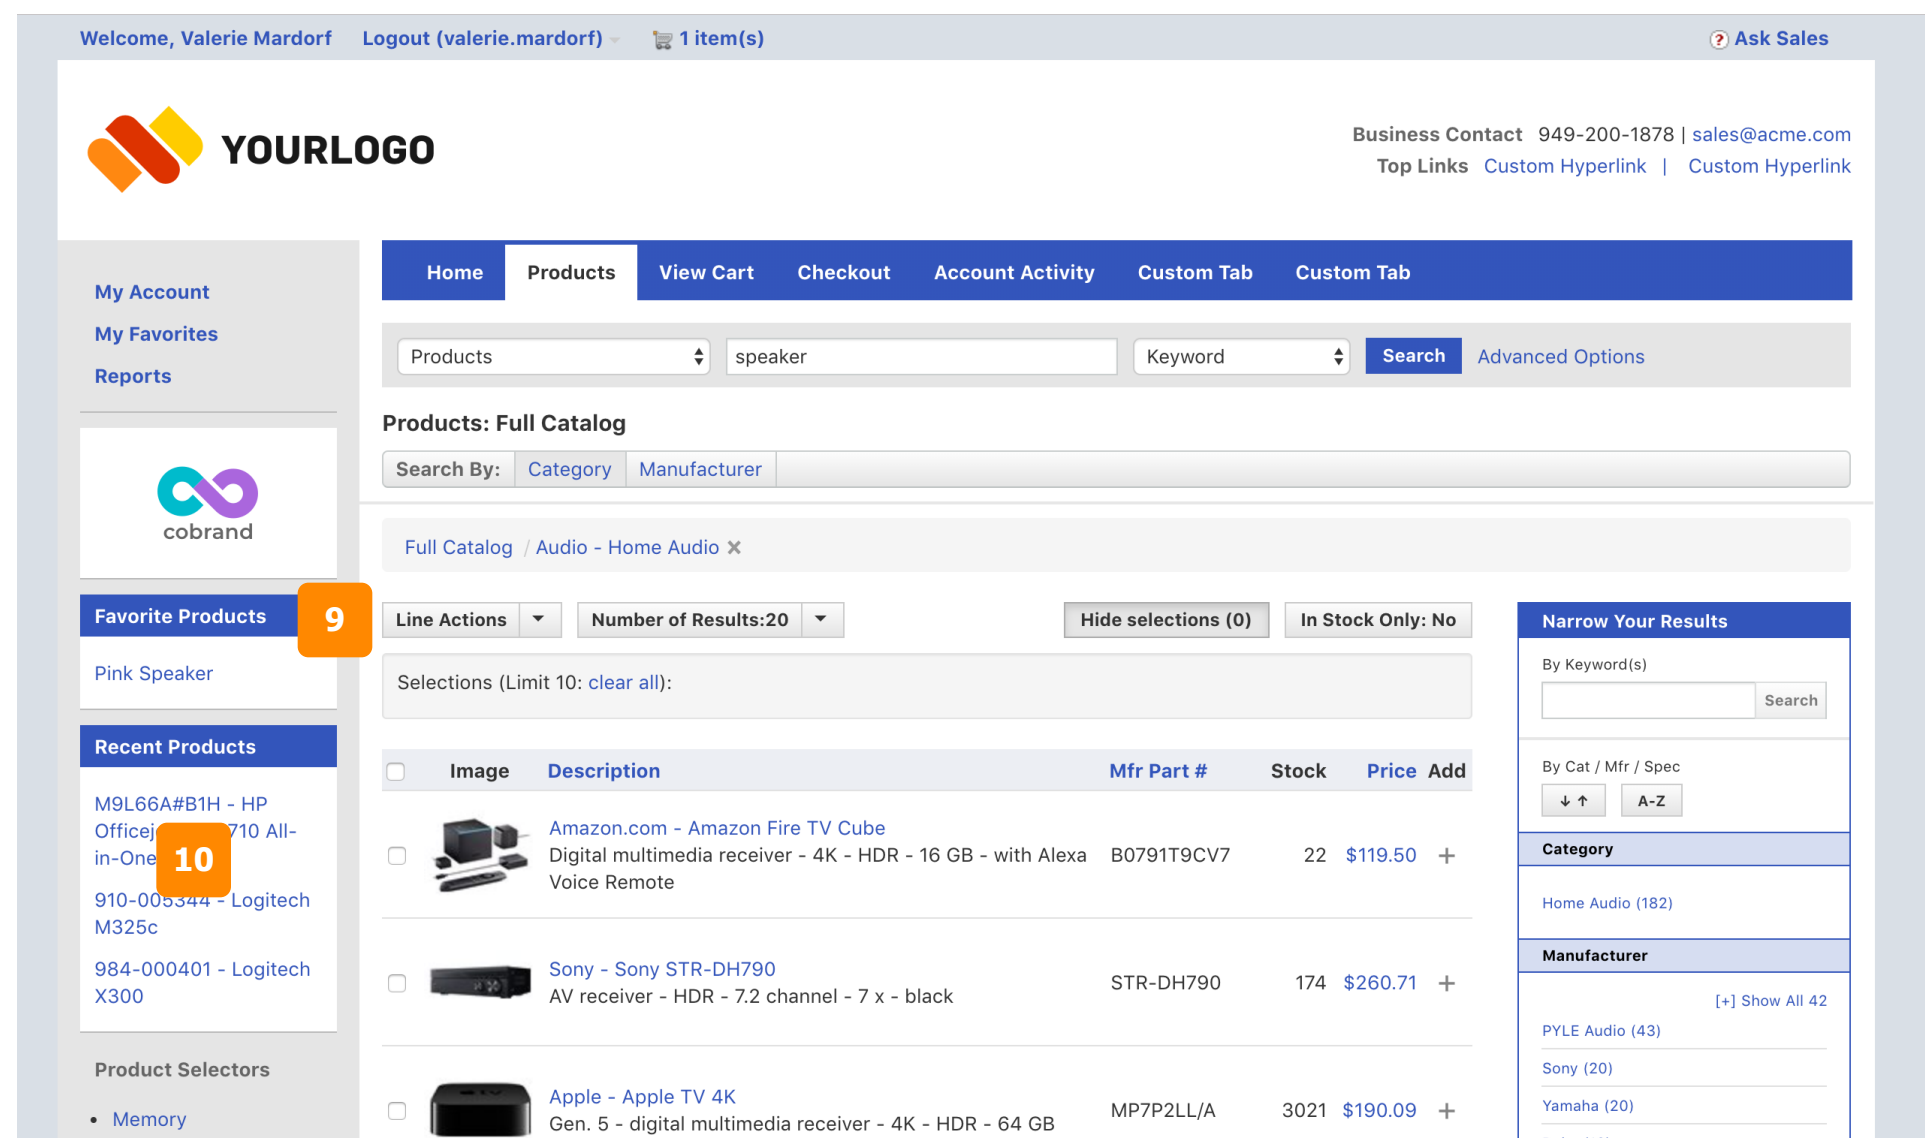 Welcome, Valerie Mardorf Logout (valerie.mardorf) 1 item(s) ? Ask Sales
YOURLOGO
Business Contact 949-200-1878 | sales@acme.com
Top Links Custom Hyperlink | Custom Hyperlink
My Account
My Favorites
Reports
cobrand
Favorite Products 9
Pink Speaker
Recent Products
M9L66A#B1H - HP
710 All-
in-One
10
910-005344 - Logitech
M325c
984-000401 - Logitech
X300
Product Selectors
• Memory
Home Products View Cart Checkout Account Activity Custom Tab Custom Tab
Products speaker Keyword Search Advanced Options
Products: Full Catalog
Search By: Category Manufacturer
Full Catalog / Audio - Home Audio ×
Line Actions Number of Results:20 Hide selections (0) In Stock Only: No
Selections (Limit 10: clear all):
Image Description Mfr Part # Stock Price Add
Amazon.com - Amazon Fire TV Cube
Digital multimedia receiver - 4K - HDR - 16 GB - with Alexa B0791T9CV7 22 $119.50 +
Voice Remote
Sony - Sony STR-DH790
AV receiver - HDR - 7.2 channel - 7 x - black STR-DH790 174 $260.71 +
Apple - Apple TV 4K
Gen. 5 - digital multimedia receiver - 4K - HDR - 64 GB MP7P2LL/A 3021 $190.09 +
Narrow Your Results
By Keyword(s)
Search
By Cat / Mfr / Spec
↓↑ A-Z
Category
Home Audio (182)
Manufacturer
[+] Show All 42
PYLE Audio (43)
Sony (20)
Yamaha (20)